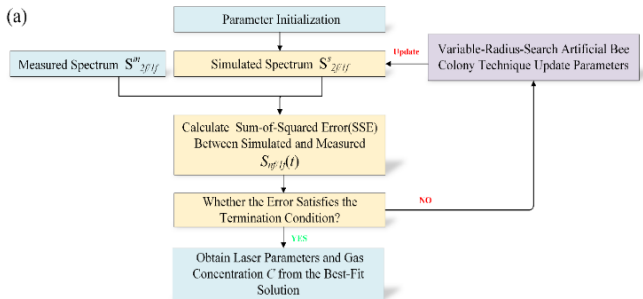 (a)
Parameter Initialization
Measured Spectrum S^m_2f/1f
Simulated Spectrum S^s_2f/1f
Update
Variable-Radius-Search Artificial Bee
Colony Technique Update Parameters
Calculate Sum-of-Squared Error(SSE)
Between Simulated and Measured
S_nf/1f(t)
Whether the Error Satisfies the
Termination Condition?
NO
YES
Obtain Laser Parameters and Gas
Concentration C from the Best-Fit
Solution